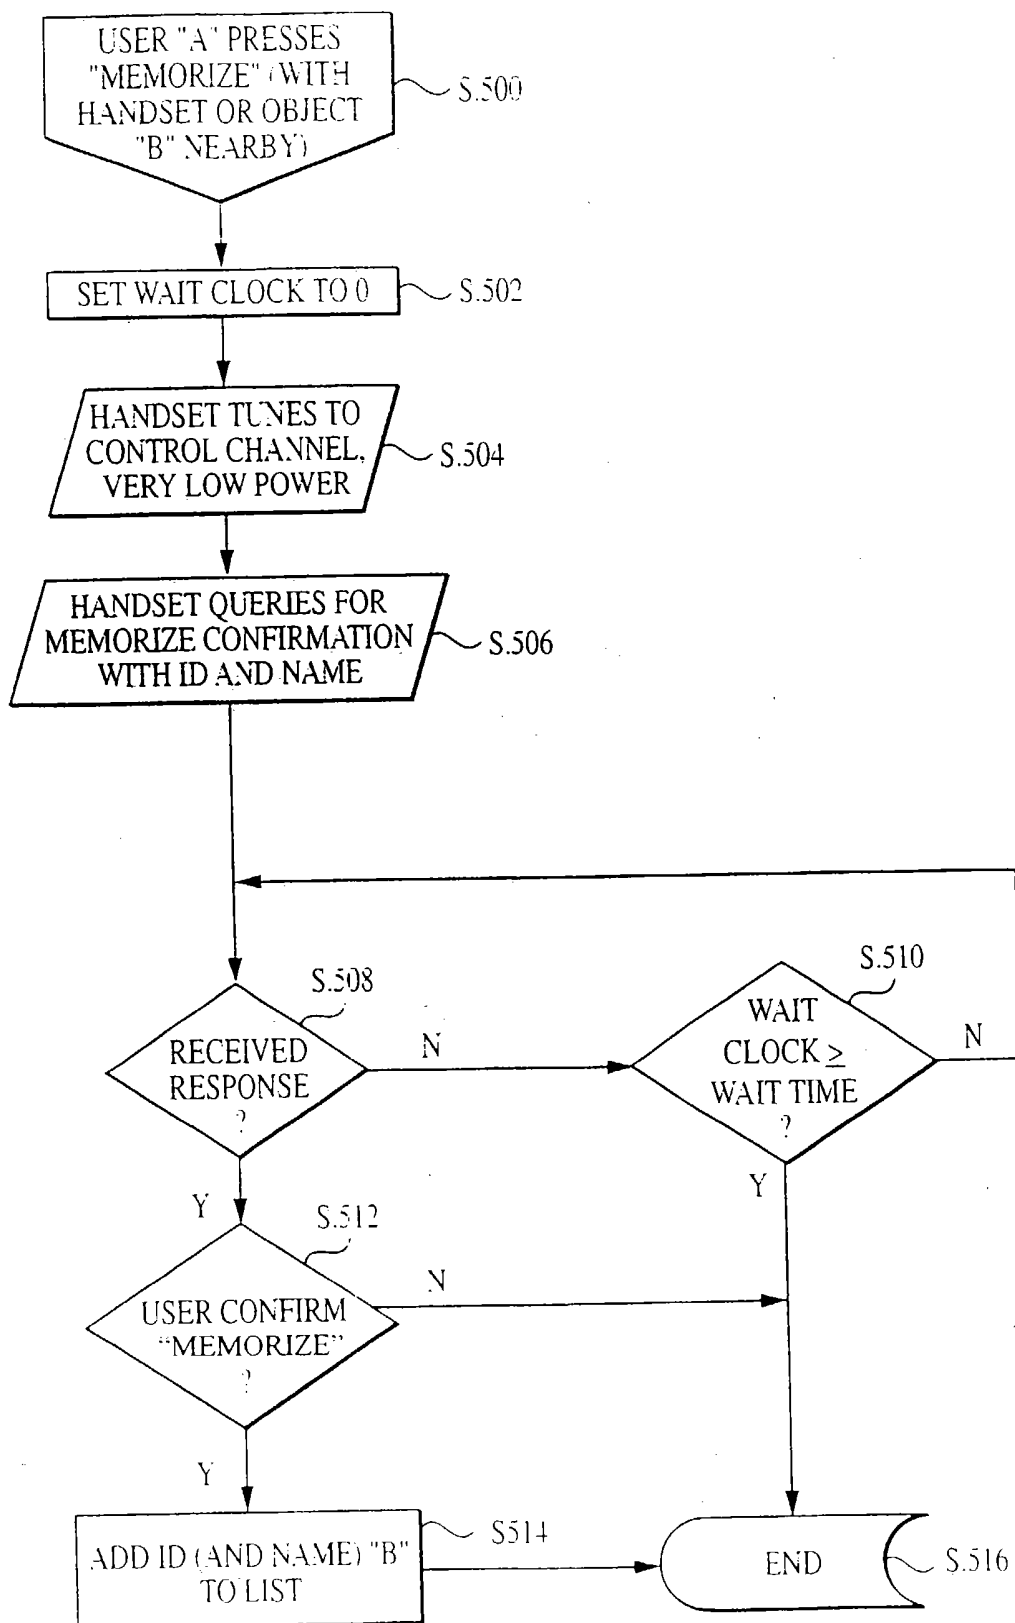 USER "A" PRESSES
"MEMORIZE" (WITH
HANDSET OR OBJECT
"B" NEARBY)
S.500
SET WAIT CLOCK TO 0
S.502
HANDSET TUNES TO
CONTROL CHANNEL,
VERY LOW POWER
S.504
HANDSET QUERIES FOR
MEMORIZE CONFIRMATION
WITH ID AND NAME
S.506
S.508
RECEIVED
RESPONSE
?
N
S.510
WAIT
CLOCK ≥
WAIT TIME
?
N
Y
Y
S.512
USER CONFIRM
“MEMORIZE”
?
N
Y
ADD ID (AND NAME) "B"
TO LIST
S514
END
S.516